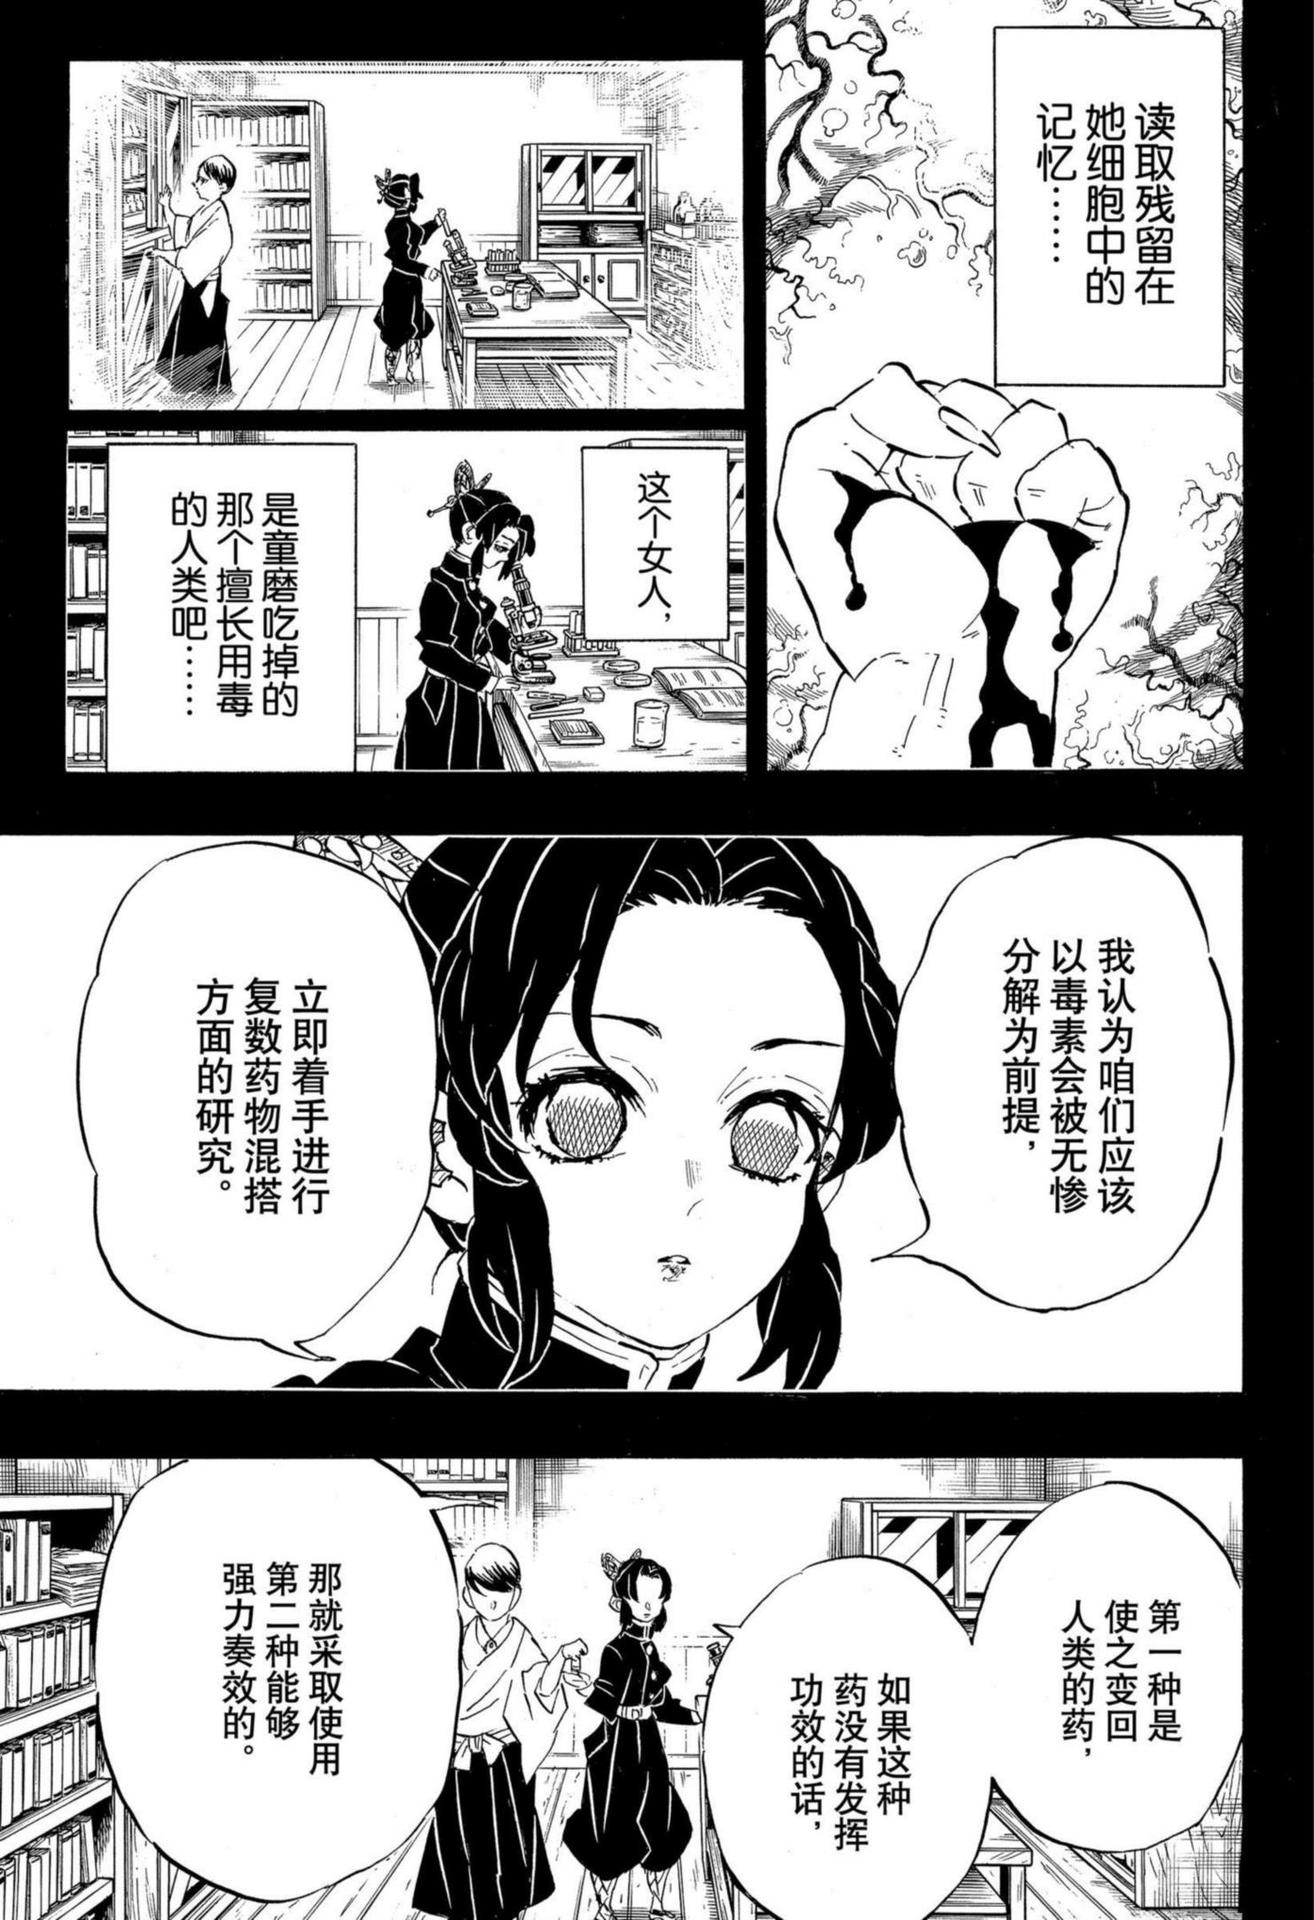 读取残留在
她细胞中的
记忆……
这个女人，
是童磨吃掉的
那个擅长用毒
的人类吧……
我认为咱们应该
以毒素会被无惨
分解为前提，
立即着手进行
复数药物混搭
方面的研究。
第一种是
使之变回
人类的药，
如果这种
药没有发挥
功效的话，
那就采取使用
第二种能够
强力奏效的。